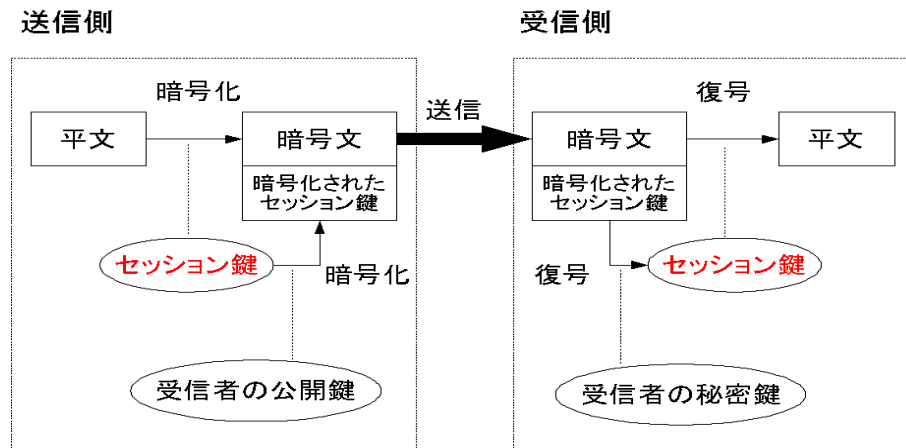 送信側
受信側
暗号化
平文
暗号文
暗号化された
セッション鍵
セッション鍵
暗号化
受信者の公開鍵
送信
復号
暗号文
平文
暗号化された
セッション鍵
復号
セッション鍵
受信者の秘密鍵